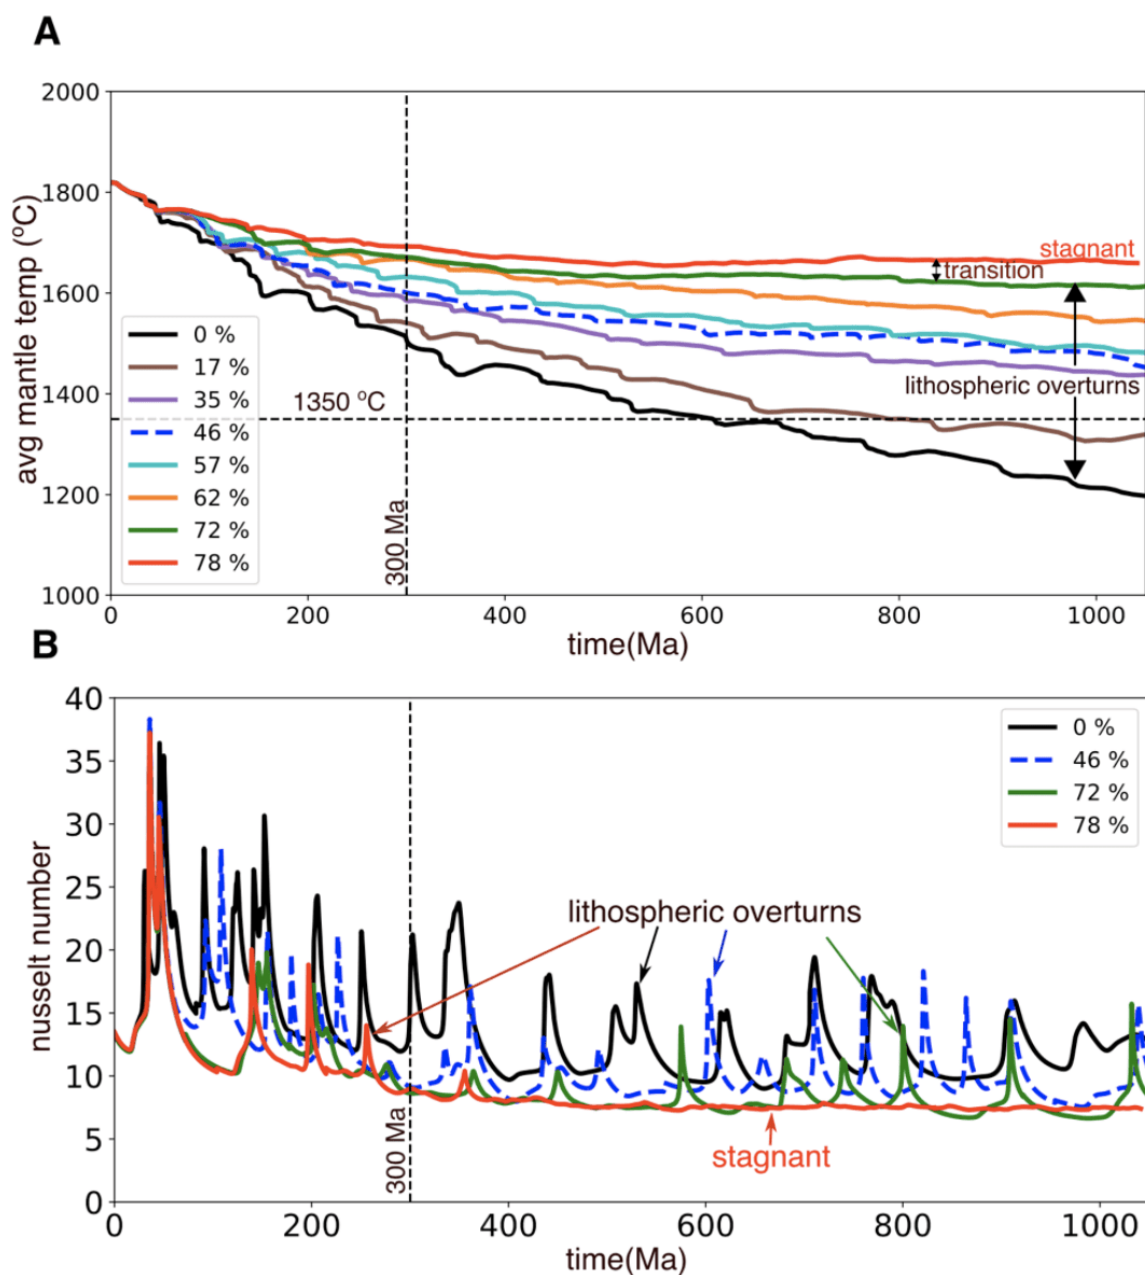 A
2000
1800
1600
1400
1200
1000
avg mantle temp (°C)
stagnant
transition
lithospheric overturns
1350 °C
300 Ma
0 %
17 %
35 %
46 %
57 %
62 %
72 %
78 %
0 200 400 600 800 1000
time(Ma)
B
40
35
30
25
20
15
10
5
0
nusselt number
0 %
46 %
72 %
78 %
lithospheric overturns
stagnant
300 Ma
0 200 400 600 800 1000
time(Ma)